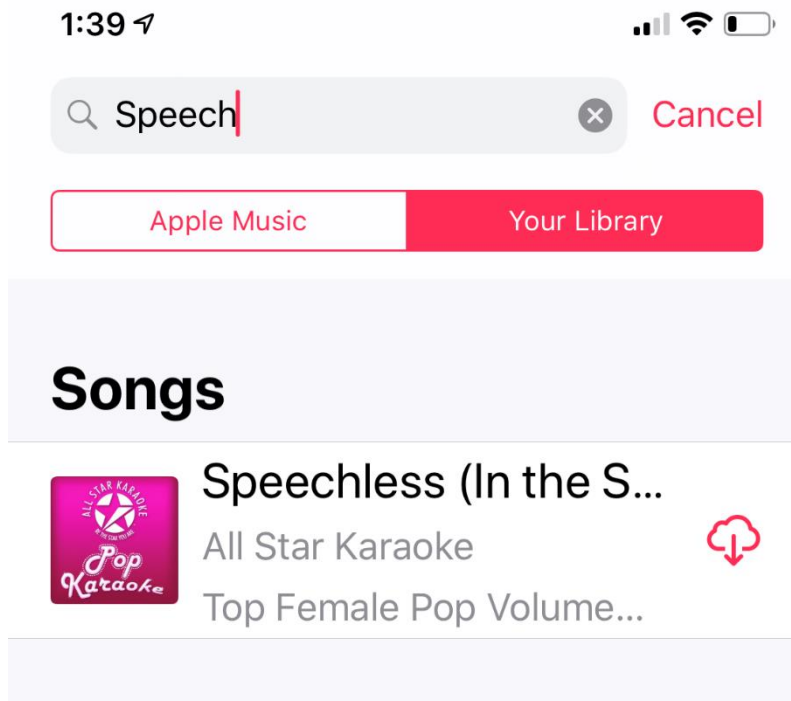 1:39
Speech
Cancel
Apple Music
Your Library
Songs
ALL STAR KARAOKE
Pop
Karaoke
Speechless (In the S...
All Star Karaoke
Top Female Pop Volume...